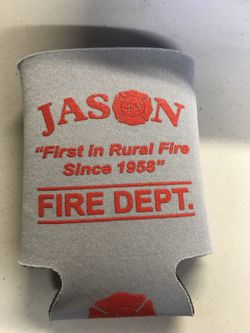 JASON
"First In Rural Fire
Since 1958"
FIRE DEPT.